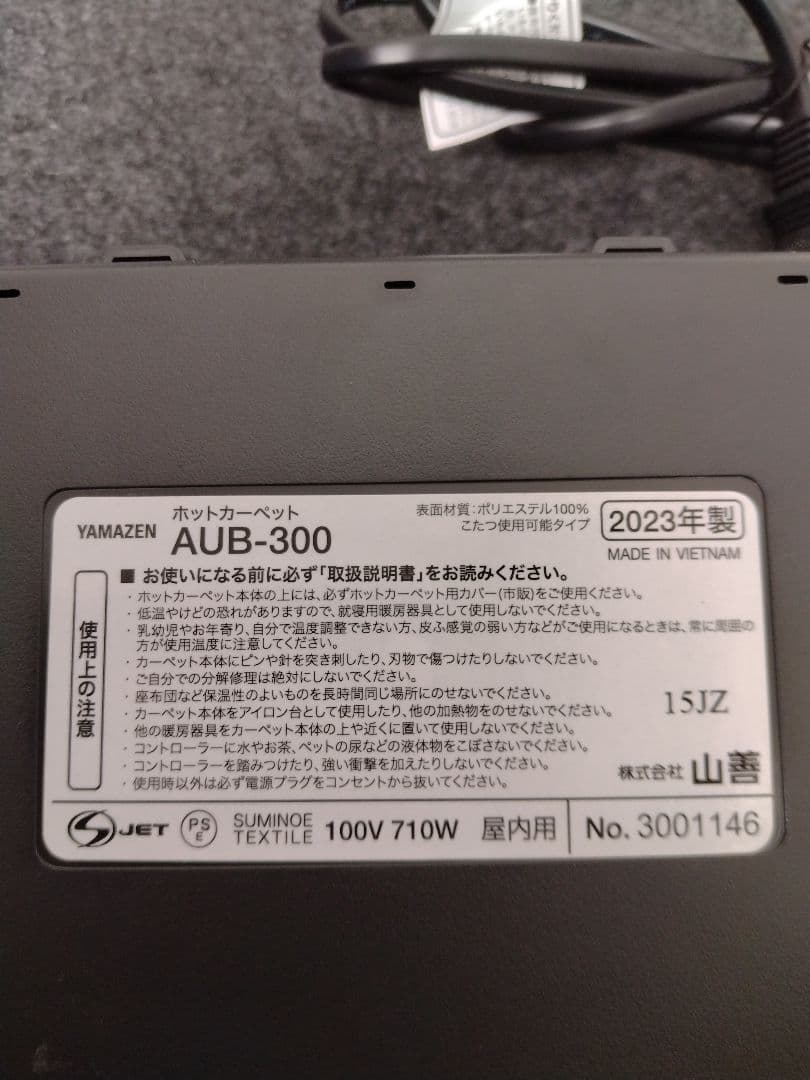 YAMAZEN
ホットカーペット
AUB-300
表面材質:ポリエステル100%
こたつ使用可能タイプ
2023年製
MADE IN VIETNAM
使用上の注意
■ お使いになる前に必ず「取扱説明書」をお読みください。
・ホットカーペット本体の上には、必ずホットカーペット用カバー(市販)をご使用ください。
・低温やけどの恐れがありますので、就寝用暖房器具として使用しないでください。
・乳幼児やお年寄り、自分で温度調整できない方、皮ふ感覚の弱い方などがご使用になるときは、常に周囲の
方が使用温度に注意してください。
・カーペット本体にピンや針を突き刺したり、刃物で傷つけたりしないでください。
・ご自分での分解修理は絶対にしないでください。
・座布団など保温性のよいものを長時間同じ場所にのせないでください。
・カーペット本体をアイロン台として使用したり、他の加熱物をのせないでください。
・他の暖房器具をカーペット本体の上や近くに置いて使用しないでください。
・コントローラーに水やお茶、ペットの尿などの液体物をこぼさないでください。
・コントローラーを踏みつけたり、強い衝撃を加えたりしないでください。
・使用時以外は必ず電源プラグをコンセントから抜いてください。
15JZ
株式会社 山善
JET
PS
E
SUMINOE
TEXTILE
100V 710W 屋内用
No. 3001146